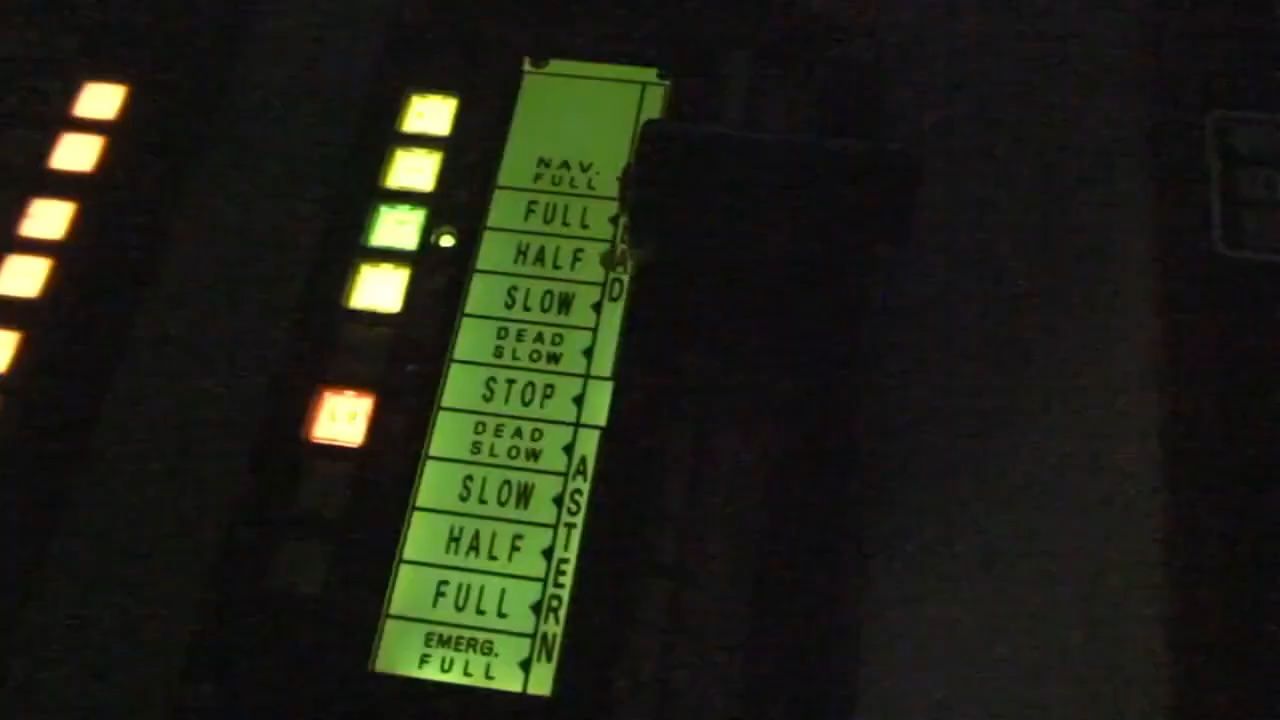 NAV.
FULL
FULL
HALF
SLOW
DEAD
SLOW
STOP
DEAD
SLOW
SLOW
HALF
FULL
EMERG.
FULL
ASTERN